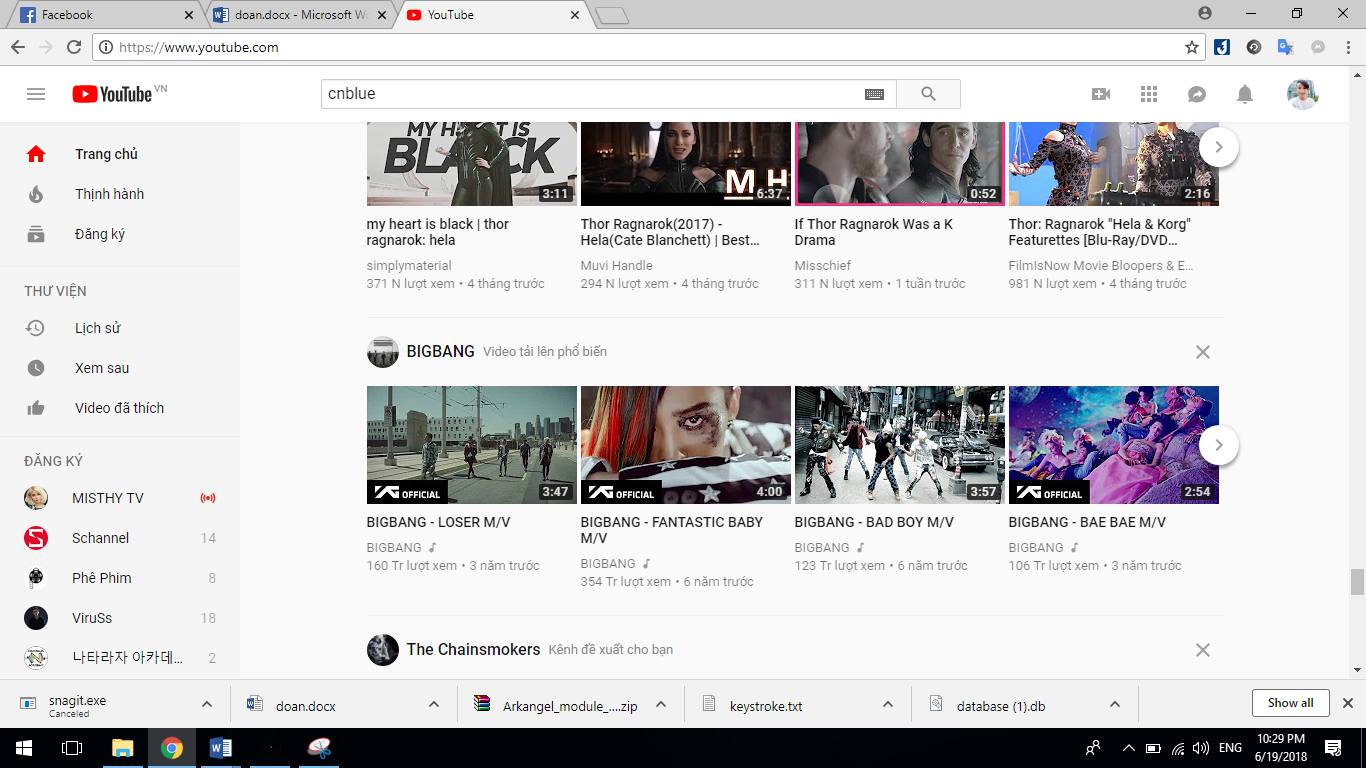 Facebook
doan.docx - Microsoft Wo
YouTube
https://www.youtube.com
YouTube VN
cnblue
Trang chủ
Thịnh hành
Đăng ký
THƯ VIỆN
Lịch sử
Xem sau
Video đã thích
ĐĂNG KÝ
MISTHY TV
Schannel 14
Phê Phim 8
ViruSs 18
나타라자 아카데... 2
MY HEART IS
BLACK
3:11
M H
6:37
0:52
2:16
my heart is black | thor
ragnarok: hela
simplymaterial
371 N lượt xem • 4 tháng trước
Thor Ragnarok(2017) -
Hela(Cate Blanchett) | Best...
Muvi Handle
294 N lượt xem • 4 tháng trước
If Thor Ragnarok Was a K
Drama
Misschief
311 N lượt xem • 1 tuần trước
Thor: Ragnarok "Hela & Korg"
Featurettes [Blu-Ray/DVD...
FilmIsNow Movie Bloopers & E...
981 N lượt xem • 4 tháng trước
BIGBANG Video tải lên phổ biến
YG OFFICIAL
3:47
YG OFFICIAL
4:00
3:57
YG OFFICIAL
2:54
BIGBANG - LOSER M/V
BIGBANG
160 Tr lượt xem • 3 năm trước
BIGBANG - FANTASTIC BABY
M/V
BIGBANG
354 Tr lượt xem • 6 năm trước
BIGBANG - BAD BOY M/V
BIGBANG
123 Tr lượt xem • 6 năm trước
BIGBANG - BAE BAE M/V
BIGBANG
106 Tr lượt xem • 3 năm trước
The Chainsmokers Kênh đề xuất cho bạn
snagit.exe
Canceled
doan.docx
Arkangel_module_....zip
keystroke.txt
database (1).db
Show all
ENG
10:29 PM
6/19/2018